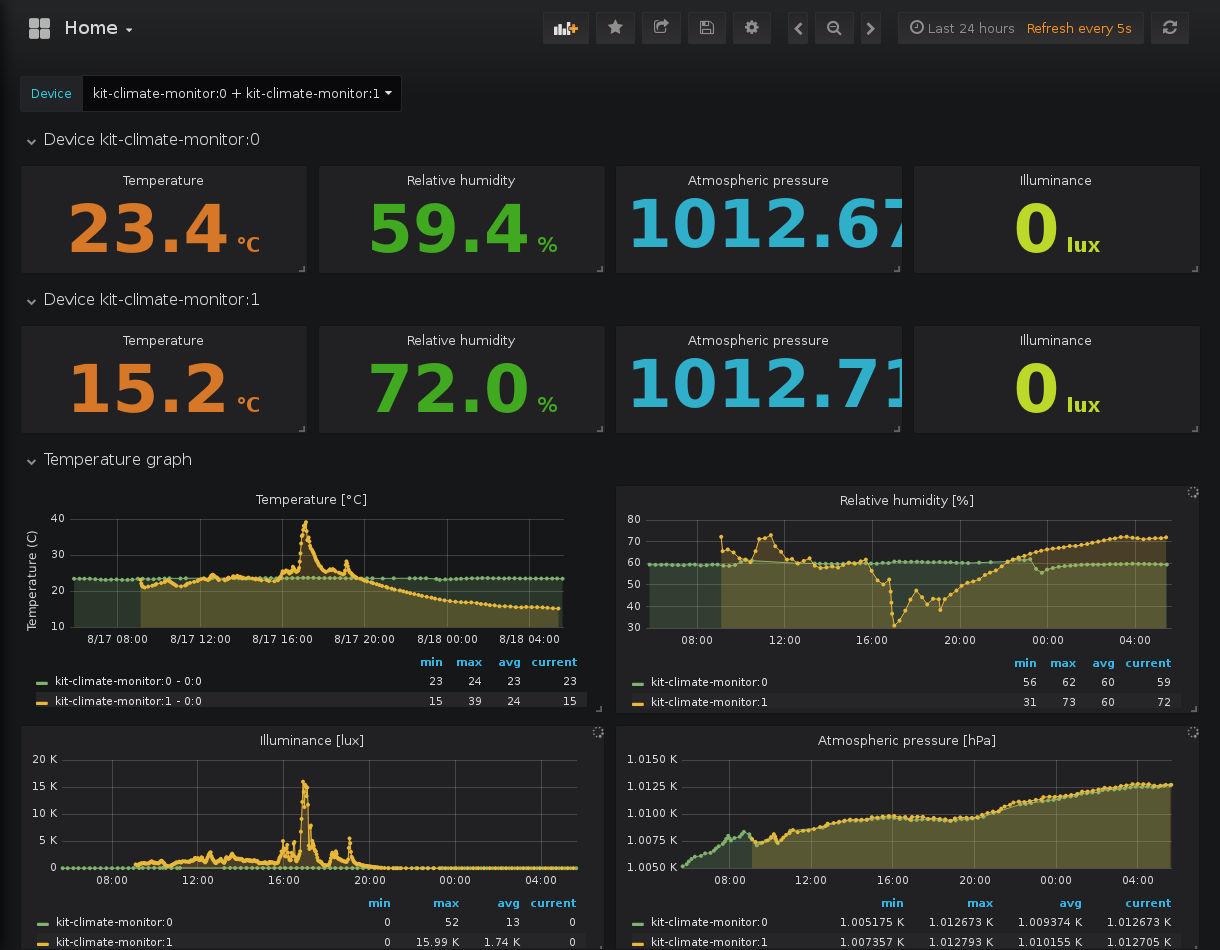 Home
Last 24 hours Refresh every 5s
Device kit-climate-monitor:0 + kit-climate-monitor:1
Device kit-climate-monitor:0
Temperature Relative humidity Atmospheric pressure Illuminance
23.4 °C 59.4 % 1012.67 0 lux
Device kit-climate-monitor:1
Temperature Relative humidity Atmospheric pressure Illuminance
15.2 °C 72.0 % 1012.71 0 lux
Temperature graph
Temperature [°C]
Temperature (C)
40
30
20
10
8/17 08:00 8/17 12:00 8/17 16:00 8/17 20:00 8/18 00:00 8/18 04:00
min max avg current
kit-climate-monitor:0 - 0:0 23 24 23 23
kit-climate-monitor:1 - 0:0 15 39 24 15
Relative humidity [%]
80
70
60
50
40
30
08:00 12:00 16:00 20:00 00:00 04:00
min max avg current
kit-climate-monitor:0 56 62 60 59
kit-climate-monitor:1 31 73 60 72
Illuminance [lux]
20 K
15 K
10 K
5 K
0
08:00 12:00 16:00 20:00 00:00 04:00
min max avg current
kit-climate-monitor:0 0 52 13 0
kit-climate-monitor:1 0 15.99 K 1.74 K 0
Atmospheric pressure [hPa]
1.0150 K
1.0125 K
1.0100 K
1.0075 K
1.0050 K
08:00 12:00 16:00 20:00 00:00 04:00
min max avg current
kit-climate-monitor:0 1.005175 K 1.012673 K 1.009374 K 1.012673 K
kit-climate-monitor:1 1.007357 K 1.012793 K 1.010155 K 1.012705 K